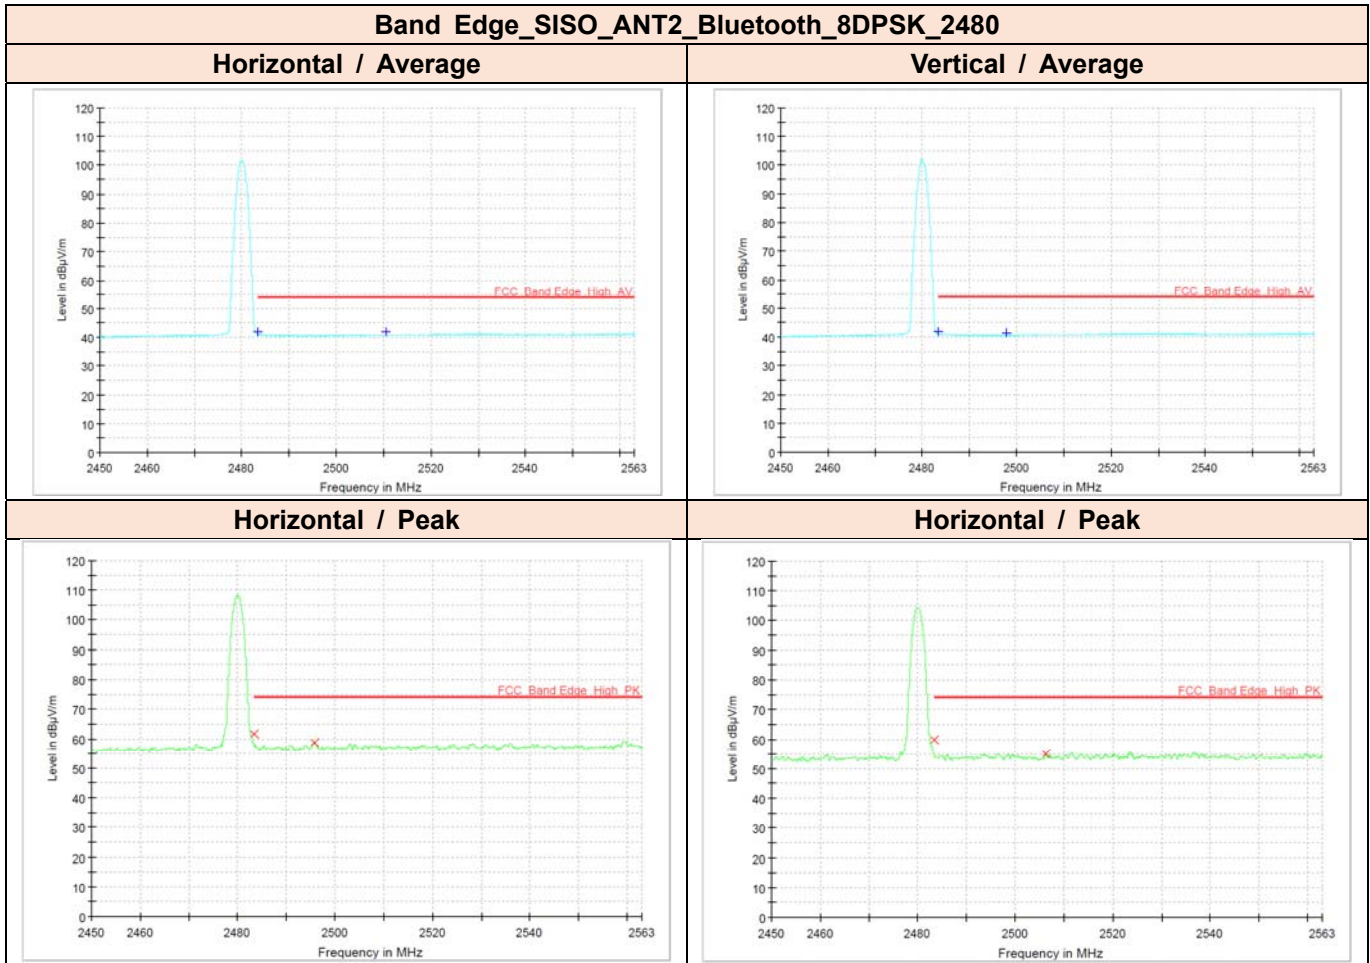 Band Edge_SISO_ANT2_Bluetooth_8DPSK_2480
Horizontal / Average
Vertical / Average
120
110
100
90
80
70
60
50
40
30
20
10
0
Level in dBµV/m
FCC Band Edge High AV
2450 2460 2480 2500 2520 2540 2563
Frequency in MHz
120
110
100
90
80
70
60
50
40
30
20
10
0
Level in dBµV/m
FCC Band Edge High AV
2450 2460 2480 2500 2520 2540 2563
Frequency in MHz
Horizontal / Peak
Horizontal / Peak
120
110
100
90
80
70
60
50
40
30
20
10
0
Level in dBµV/m
FCC Band Edge High PK
2450 2460 2480 2500 2520 2540 2563
Frequency in MHz
120
110
100
90
80
70
60
50
40
30
20
10
0
Level in dBµV/m
FCC Band Edge High PK
2450 2460 2480 2500 2520 2540 2563
Frequency in MHz